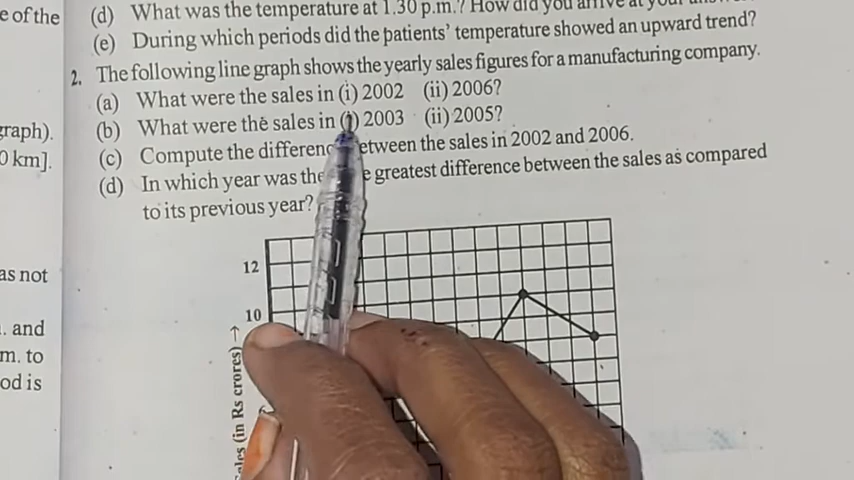 e of the
(d) What was the temperature at 1.30 p.m.? How did you arrive at your
(e) During which periods did the patients' temperature showed an upward trend?
2. The following line graph shows the yearly sales figures for a manufacturing company.
(a) What were the sales in (i) 2002 (ii) 2006?
graph).
(b) What were the sales in (i) 2003 (ii) 2005?
0 km].
(c) Compute the between the sales in 2002 and 2006.
(d) In which year was the greatest difference between the sales as compared
to its previous year?
as not
12
. and
10
m. to
od is
(in Rs crores) →